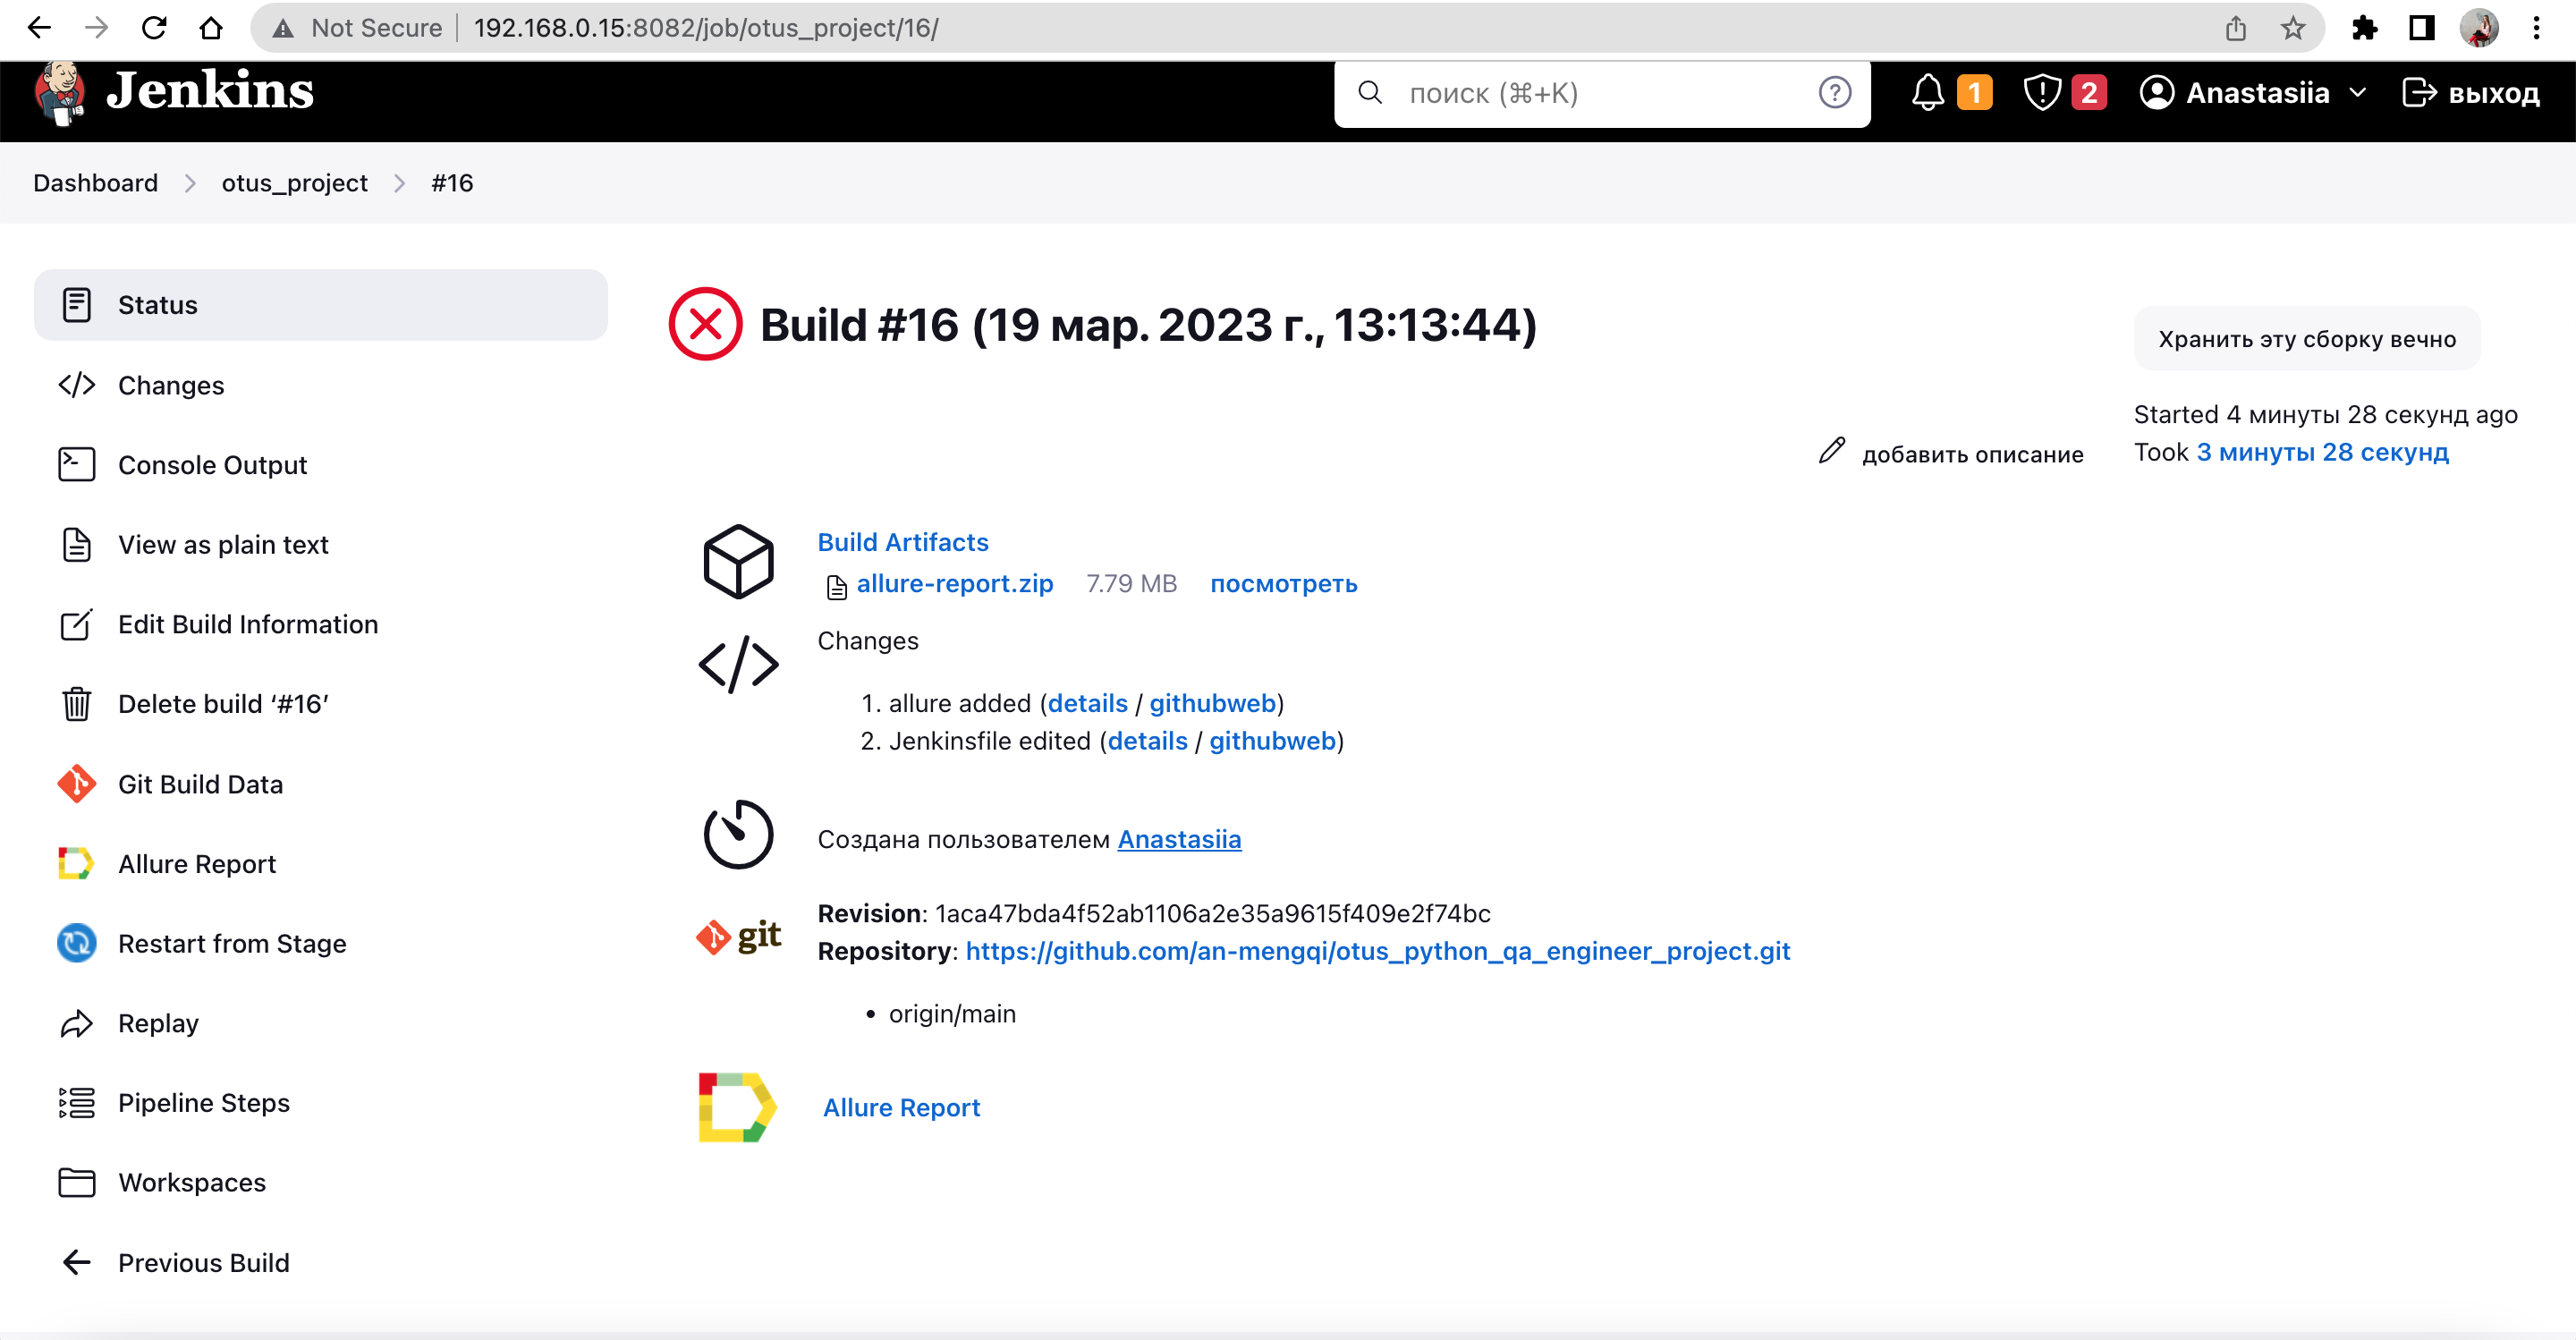 Not Secure 192.168.0.15:8082/job/otus_project/16/
Jenkins
поиск (⌘+K)
?
1
2
Anastasiia
выход
Dashboard
otus_project
#16
Status
Changes
Console Output
View as plain text
Edit Build Information
Delete build ‘#16’
Git Build Data
Allure Report
Restart from Stage
Replay
Pipeline Steps
Workspaces
Previous Build
Build #16 (19 мар. 2023 г., 13:13:44)
Хранить эту сборку вечно
Started 4 минуты 28 секунд ago
Took 3 минуты 28 секунд
добавить описание
Build Artifacts
allure-report.zip 7.79 MB посмотреть
Changes
1. allure added (details / githubweb)
2. Jenkinsfile edited (details / githubweb)
Создана пользователем Anastasiia
git
Revision: 1aca47bda4f52ab1106a2e35a9615f409e2f74bc
Repository: https://github.com/an-mengqi/otus_python_qa_engineer_project.git
• origin/main
Allure Report